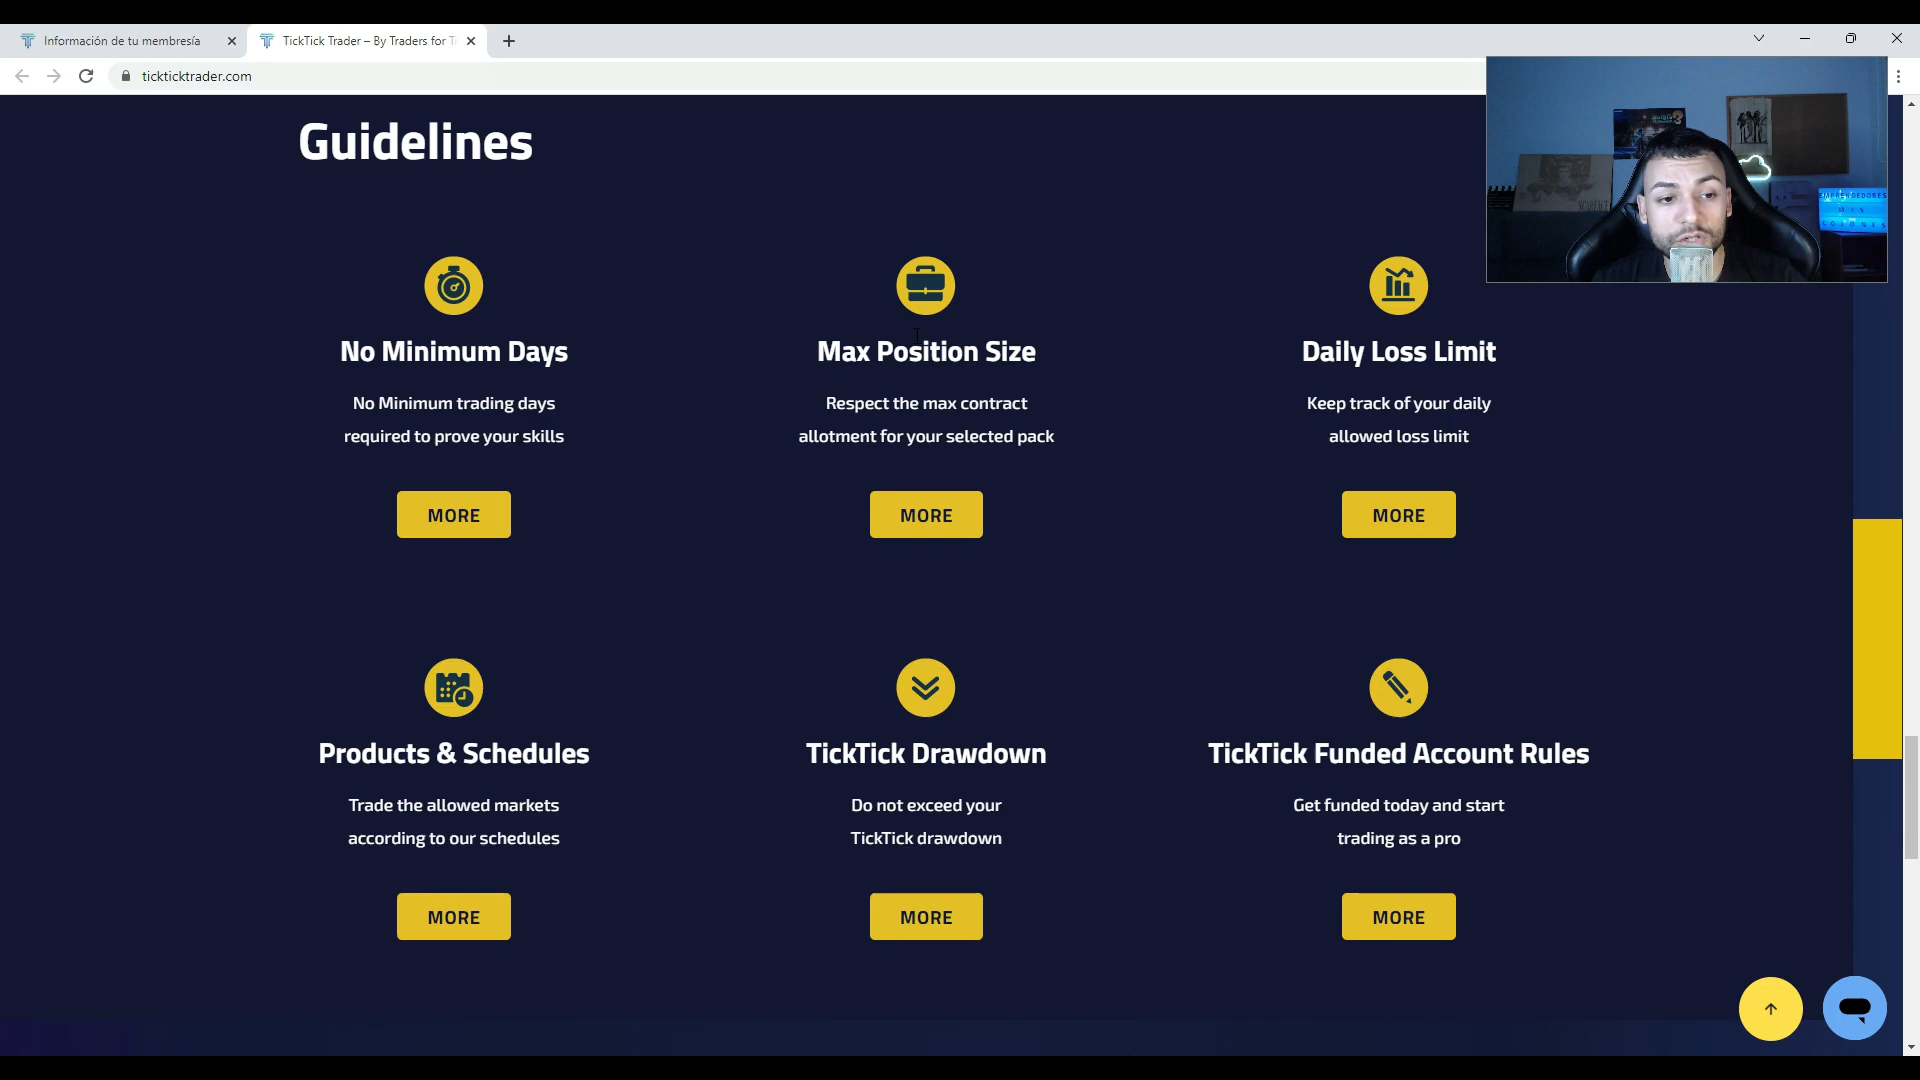 Información de tu membresía
TickTick Trader – By Traders for T
tickticktrader.com
Guidelines
No Minimum Days
No Minimum trading days
required to prove your skills
MORE
Max Position Size
Respect the max contract
allotment for your selected pack
MORE
Daily Loss Limit
Keep track of your daily
allowed loss limit
MORE
Products & Schedules
Trade the allowed markets
according to our schedules
MORE
TickTick Drawdown
Do not exceed your
TickTick drawdown
MORE
TickTick Funded Account Rules
Get funded today and start
trading as a pro
MORE
SCARFACE